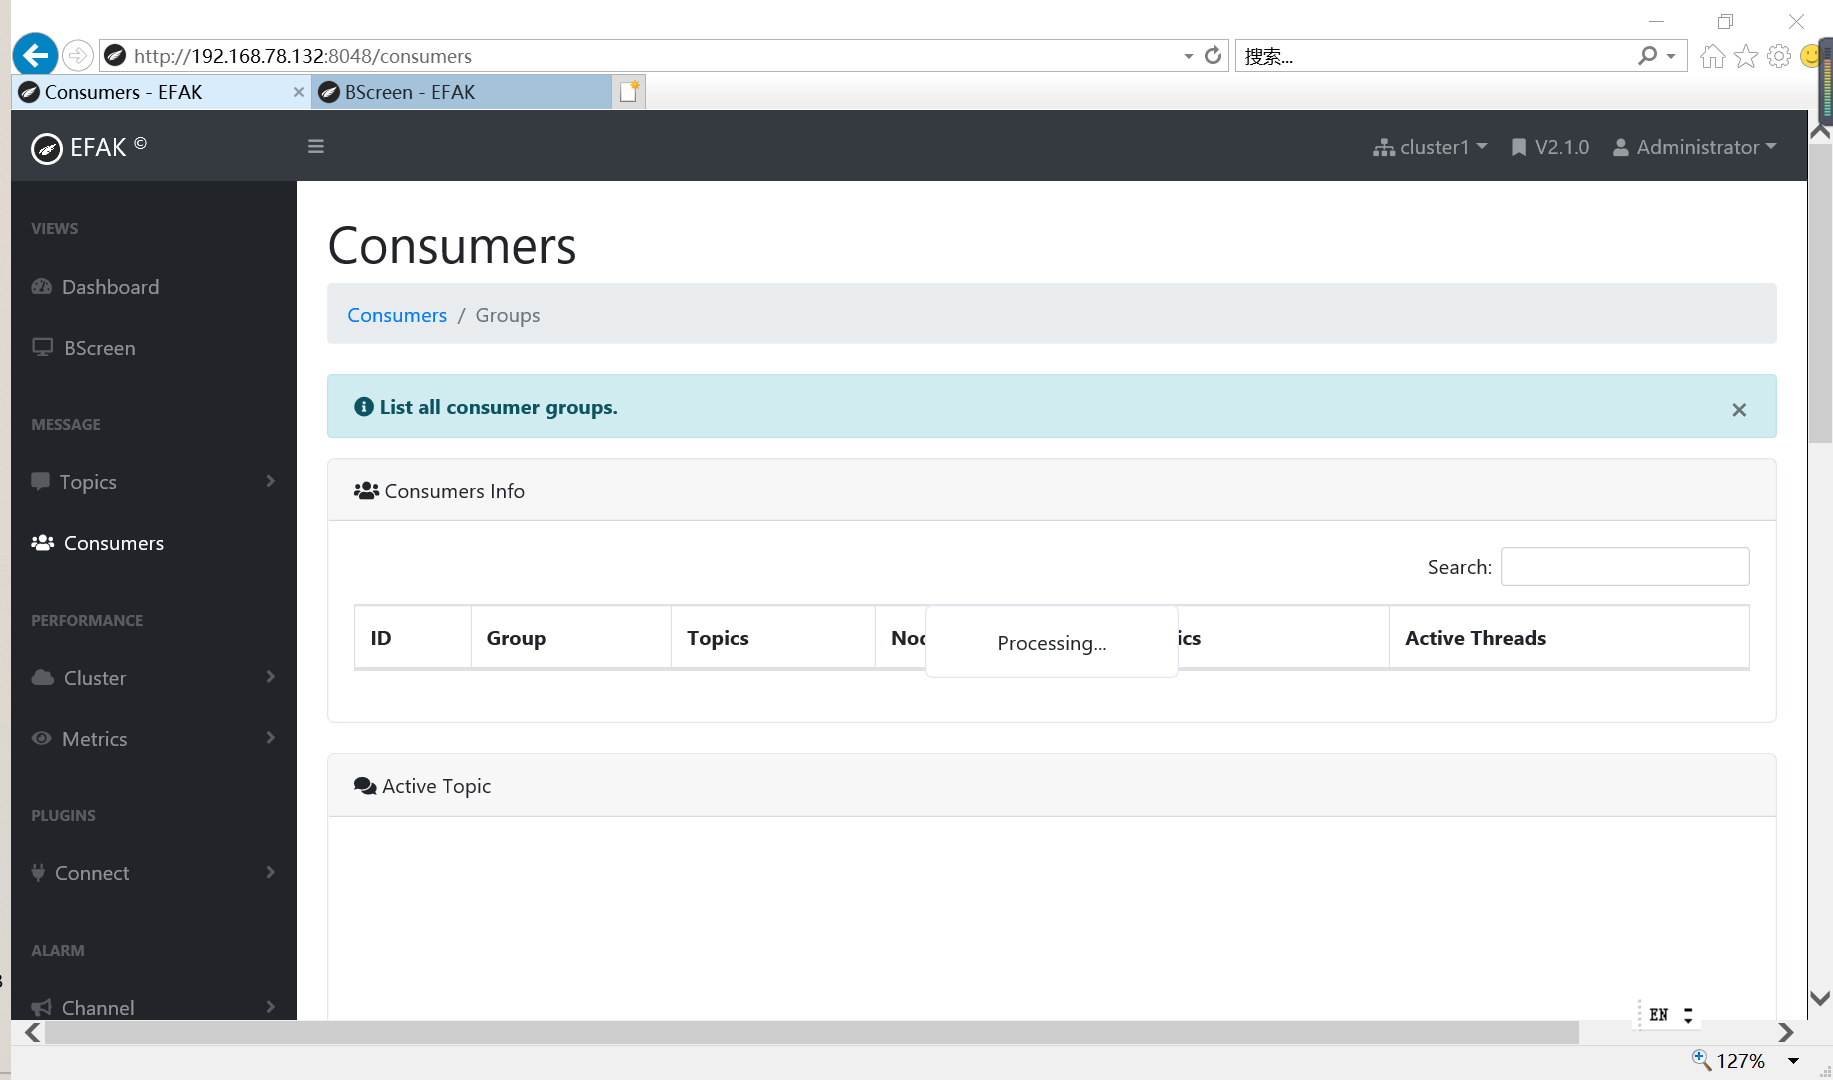 http://192.168.78.132:8048/consumers
搜索...
Consumers - EFAK
BScreen - EFAK
EFAK ©
cluster1
V2.1.0
Administrator
VIEWS
Dashboard
BScreen
MESSAGE
Topics
Consumers
PERFORMANCE
Cluster
Metrics
PLUGINS
Connect
ALARM
Channel
Consumers
Consumers / Groups
List all consumer groups.
×
Consumers Info
Search:
ID
Group
Topics
Processing...
Active Threads
Active Topic
EN
127%